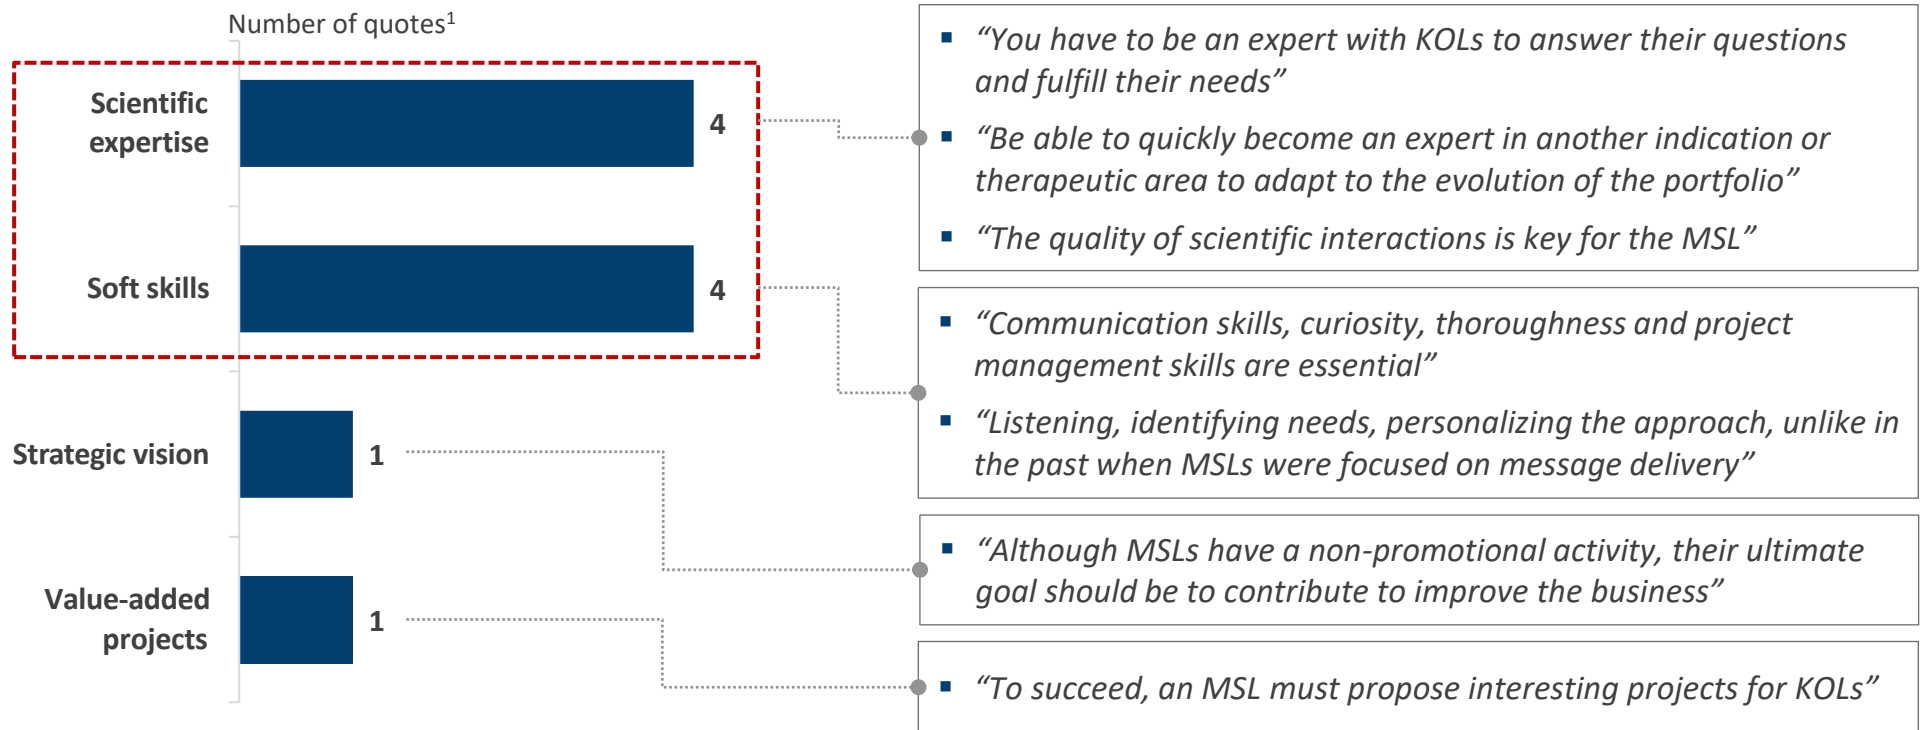 Number of quotes¹
Scientific
expertise
4
Soft skills
4
Strategic vision
1
Value-added
projects
1
▪ “You have to be an expert with KOLs to answer their questions
and fulfill their needs”
▪ “Be able to quickly become an expert in another indication or
therapeutic area to adapt to the evolution of the portfolio”
▪ “The quality of scientific interactions is key for the MSL”
▪ “Communication skills, curiosity, thoroughness and project
management skills are essential”
▪ “Listening, identifying needs, personalizing the approach, unlike in
the past when MSLs were focused on message delivery”
▪ “Although MSLs have a non-promotional activity, their ultimate
goal should be to contribute to improve the business”
▪ “To succeed, an MSL must propose interesting projects for KOLs”